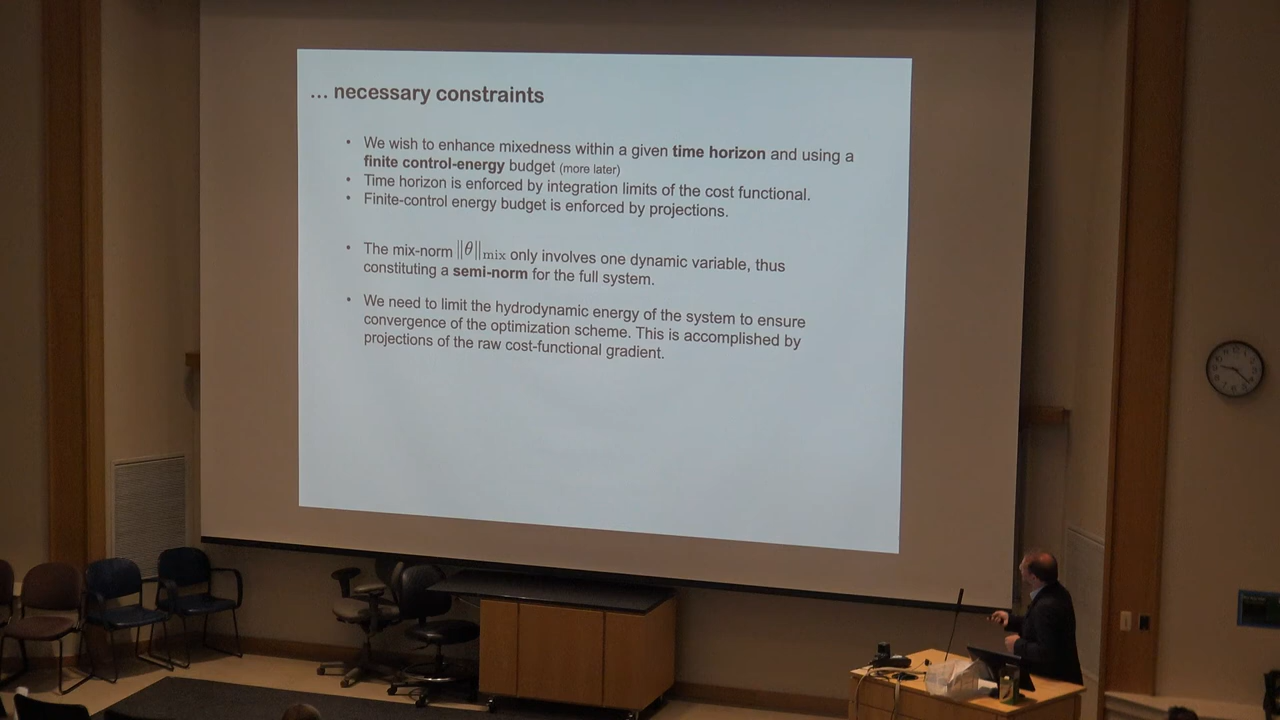 ... necessary constraints
• We wish to enhance mixedness within a given time horizon and using a
finite control-energy budget (more later)
• Time horizon is enforced by integration limits of the cost functional.
• Finite-control energy budget is enforced by projections.
• The mix-norm ||θ||mix only involves one dynamic variable, thus
constituting a semi-norm for the full system.
• We need to limit the hydrodynamic energy of the system to ensure
convergence of the optimization scheme. This is accomplished by
projections of the raw cost-functional gradient.